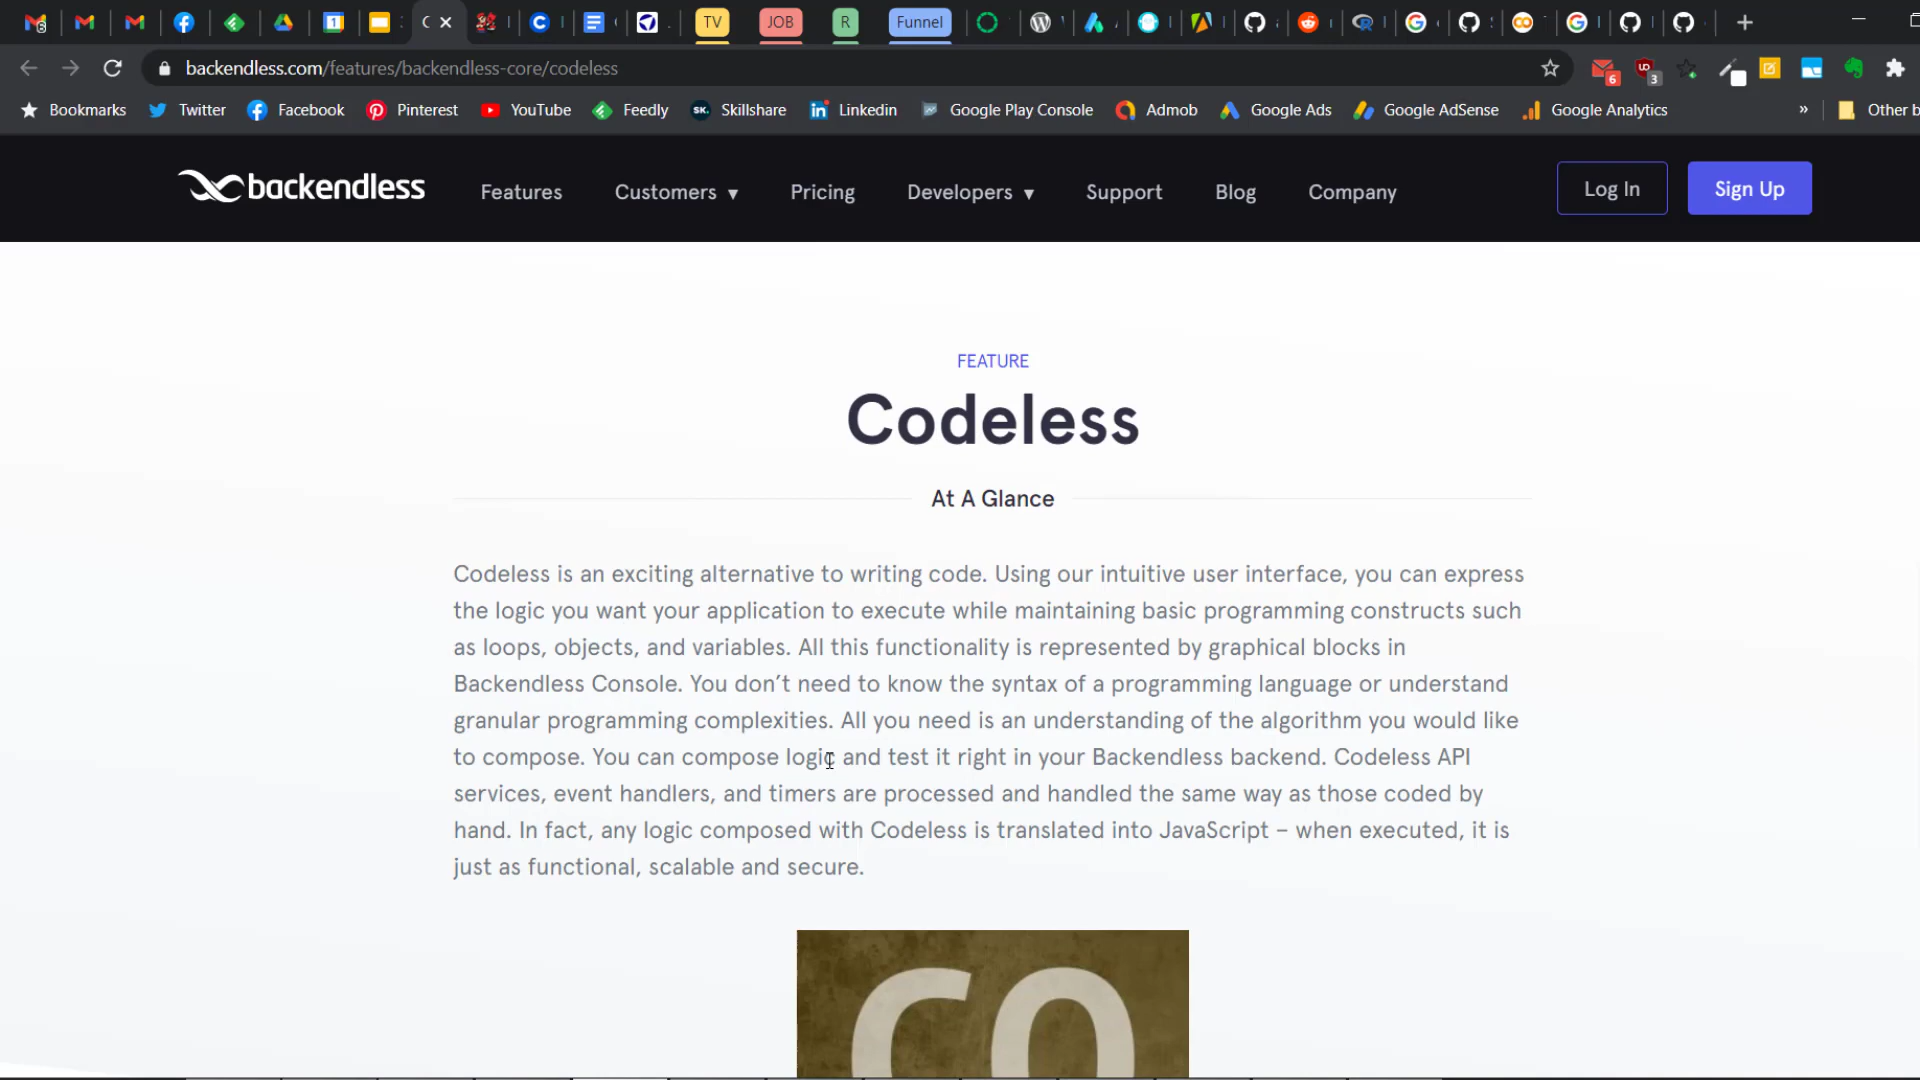 TV
JOB
R
Funnel
backendless.com/features/backendless-core/codeless
6
3
Bookmarks
Twitter
Facebook
Pinterest
YouTube
Feedly
SK.
Skillshare
in
Linkedin
Google Play Console
Admob
Google Ads
Google AdSense
Google Analytics
»
Other b
backendless
Features
Customers ▾
Pricing
Developers ▾
Support
Blog
Company
Log In
Sign Up
FEATURE
Codeless
At A Glance
Codeless is an exciting alternative to writing code. Using our intuitive user interface, you can express
the logic you want your application to execute while maintaining basic programming constructs such
as loops, objects, and variables. All this functionality is represented by graphical blocks in
Backendless Console. You don’t need to know the syntax of a programming language or understand
granular programming complexities. All you need is an understanding of the algorithm you would like
to compose. You can compose logic and test it right in your Backendless backend. Codeless API
services, event handlers, and timers are processed and handled the same way as those coded by
hand. In fact, any logic composed with Codeless is translated into JavaScript – when executed, it is
just as functional, scalable and secure.
CO